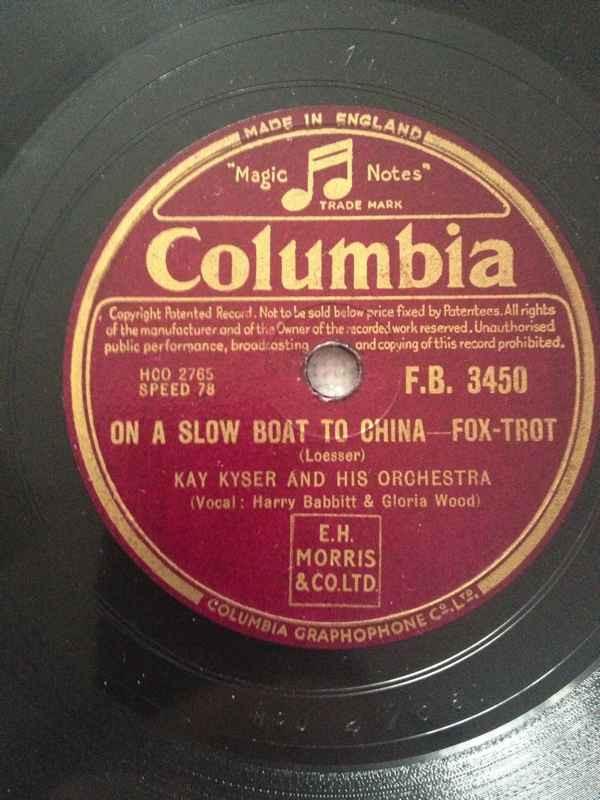 MADE IN ENGLAND
"Magic Notes"
TRADE MARK
Columbia
Copyright Patented Record. Not to be sold below price fixed by Patentees. All rights
of the manufacturer and of the Owner of the recorded work reserved. Unauthorised
public performance, broadcasting and copying of this record prohibited.
HCO 2765
SPEED 78
F.B. 3450
ON A SLOW BOAT TO CHINA—FOX-TROT
(Loesser)
KAY KYSER AND HIS ORCHESTRA
(Vocal: Harry Babbitt & Gloria Wood)
E.H.
MORRIS
& CO. LTD.
COLUMBIA GRAPHOPHONE CO. LTD.